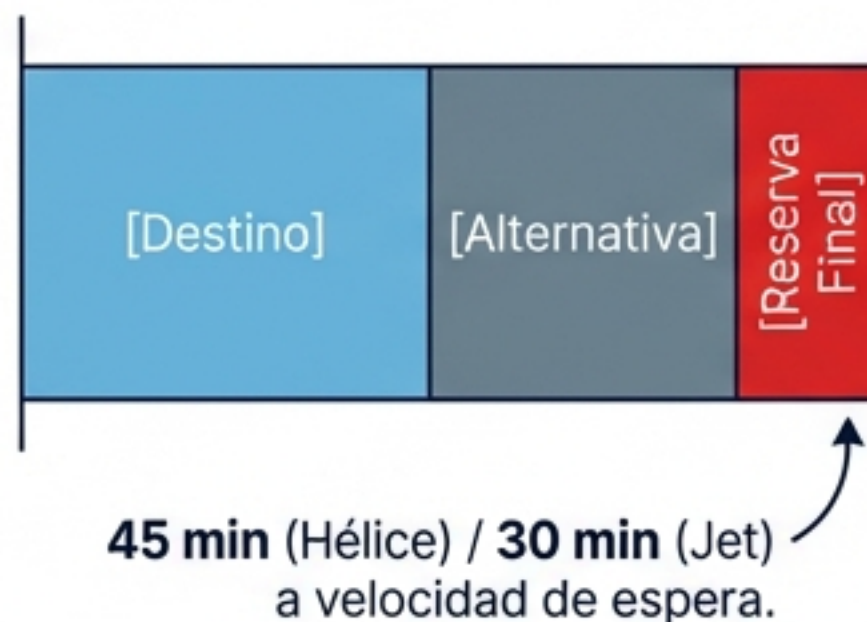 [Destino]
[Alternativa]
[Reserva
Final]
45 min (Hélice) / 30 min (Jet)
a velocidad de espera.